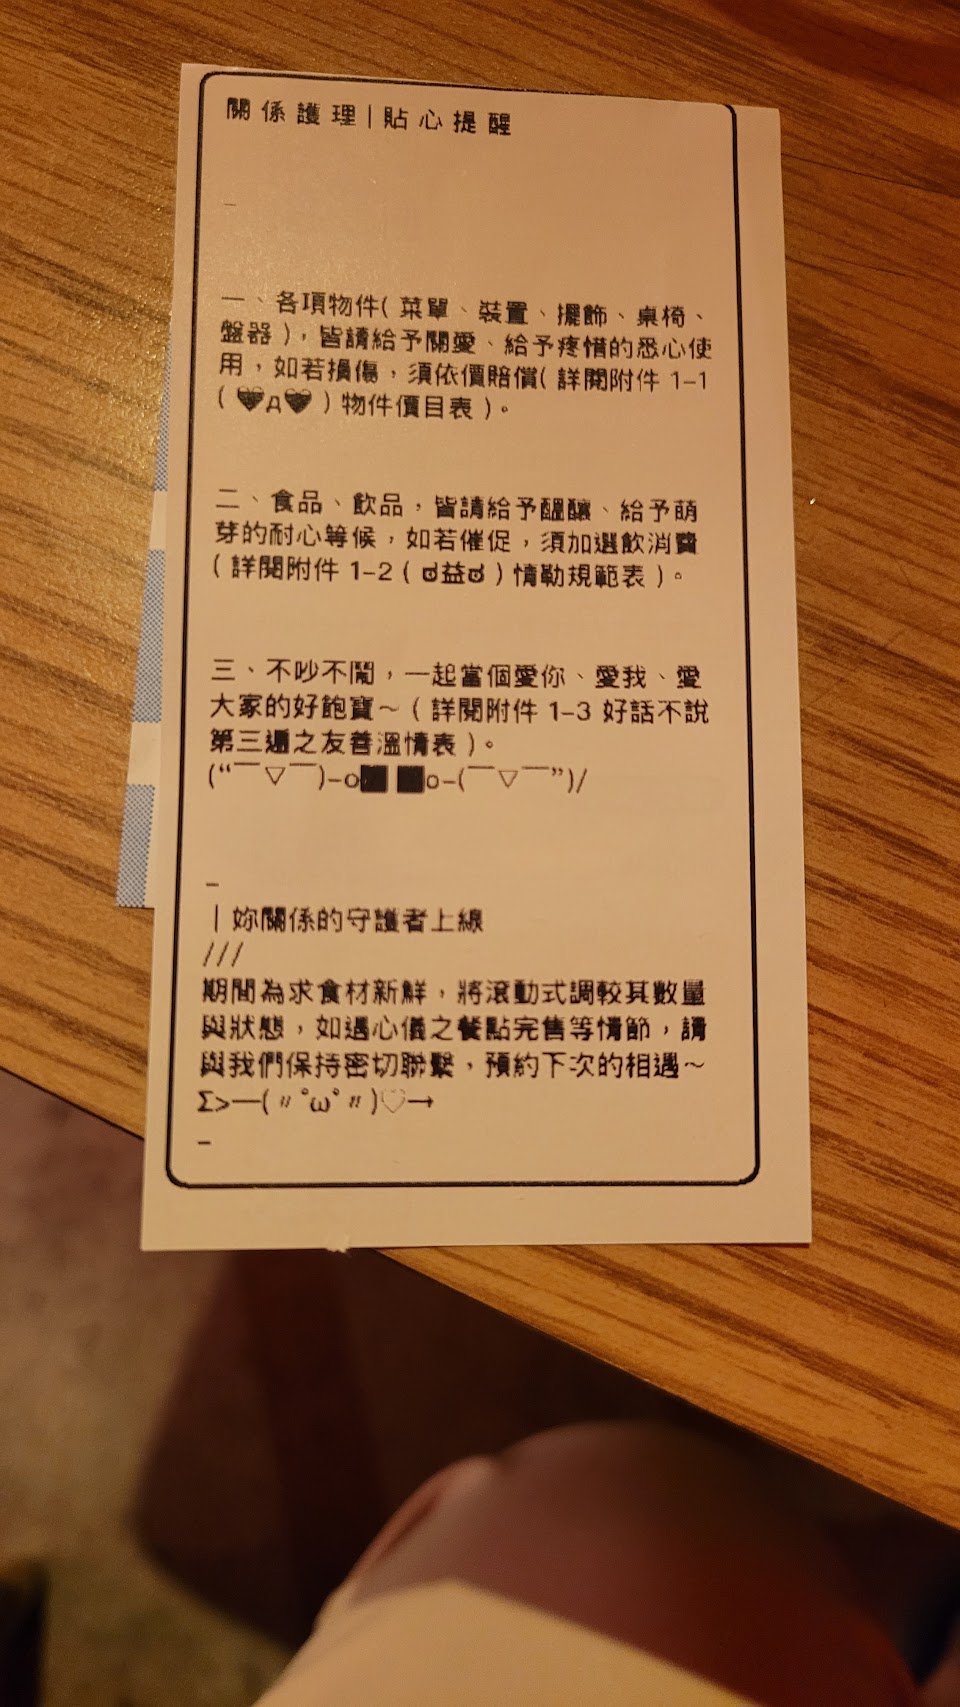 關係護理|貼心提醒
–
一、各項物件( 菜單、裝置、擺飾、桌椅、
盤器 )，皆請給予關愛、給予疼惜的悉心使
用，如若損傷，須依價賠償( 詳閱附件 1–1
( 💝д💝 ) 物件價目表 )。
二、食品、飲品，皆請給予醞釀、給予萌
芽的耐心等候，如若催促，須加選飲消費
( 詳閱附件 1–2 ( ಠ益ಠ ) 情勒規範表 )。
三、不吵不鬧，一起當個愛你、愛我、愛
大家的好飽寶～ ( 詳閱附件 1–3 好話不說
第三遍之友善溫情表 )。
(“￣▽￣)–o█ █o–(￣▽￣”)/
–
｜妳關係的守護者上線
///
期間為求食材新鮮，將滾動式調較其數量
與狀態，如遇心儀之餐點完售等情節，請
與我們保持密切聯繫，預約下次的相遇～
Σ>—(〃°ω°〃)♡→
–